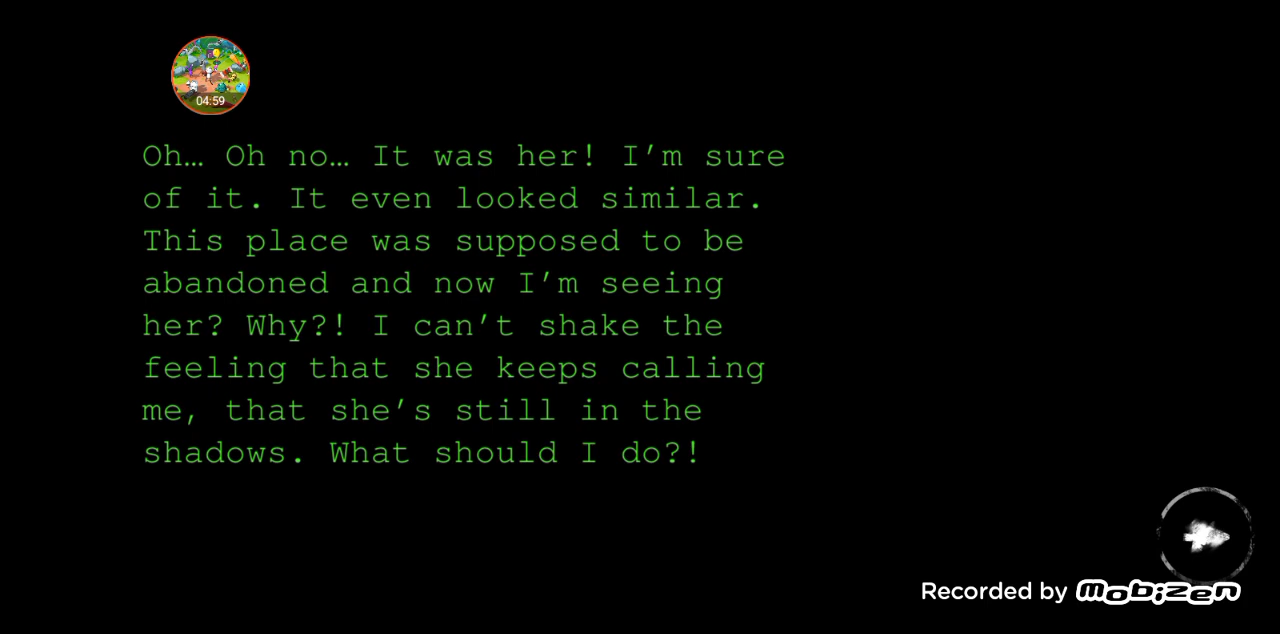 04:59
Oh… Oh no… It was her! I’m sure
of it. It even looked similar.
This place was supposed to be
abandoned and now I’m seeing
her? Why?! I can’t shake the
feeling that she keeps calling
me, that she’s still in the
shadows. What should I do?!
Recorded by Mobizen